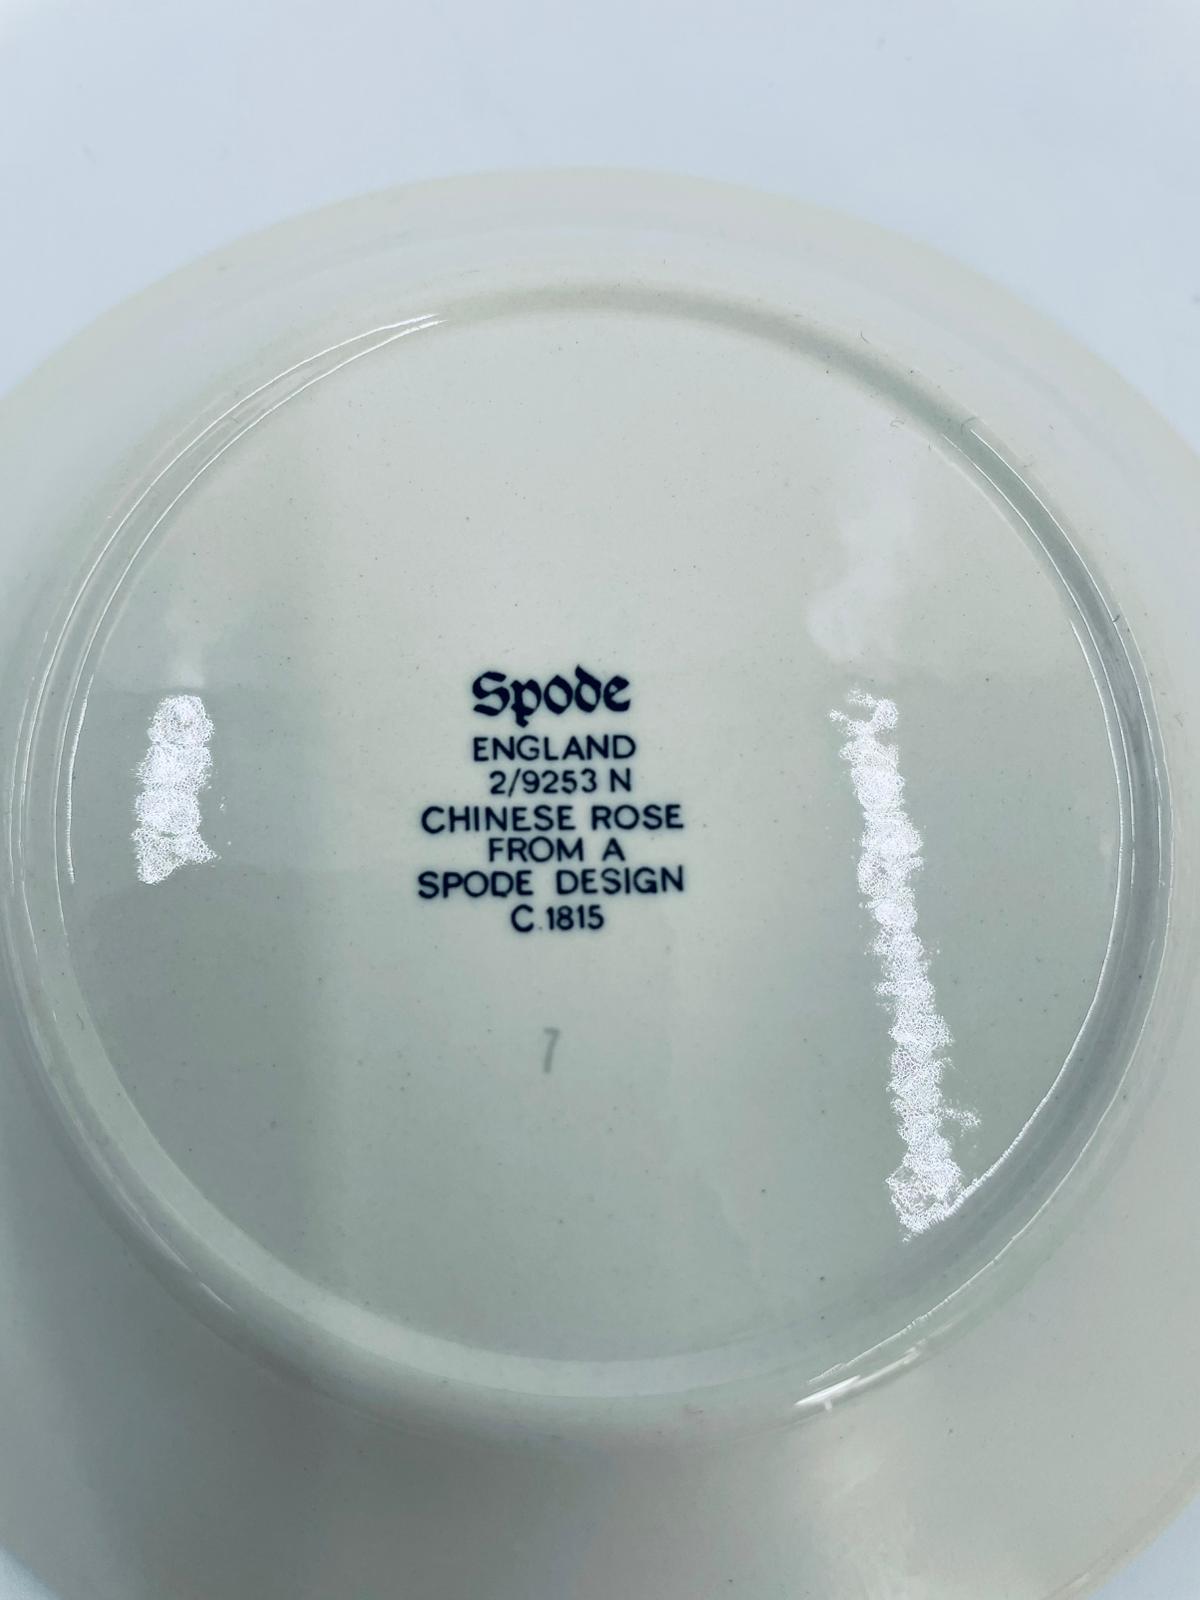 Spode
ENGLAND
2/9253 N
CHINESE ROSE
FROM A
SPODE DESIGN
C.1815
7